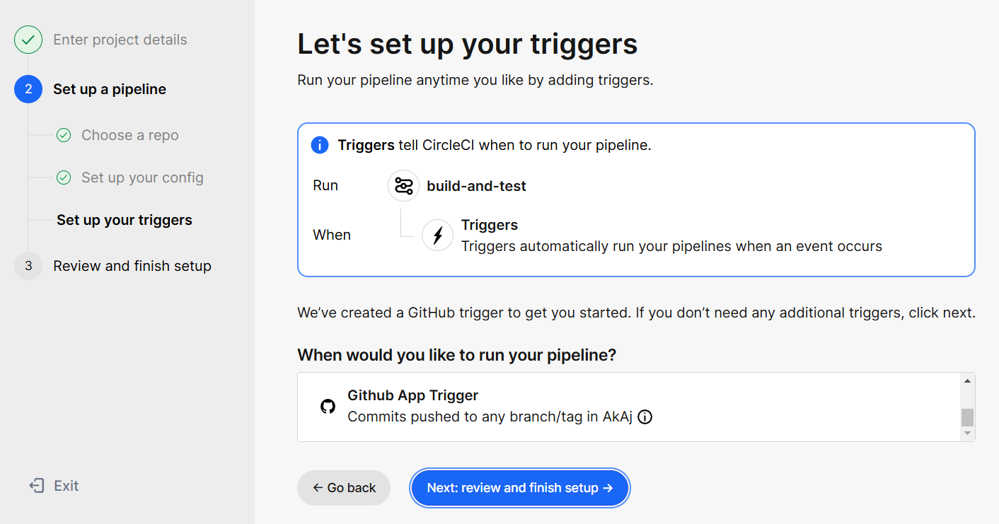 Enter project details
2 Set up a pipeline
Choose a repo
Set up your config
Set up your triggers
3 Review and finish setup
Exit
Let's set up your triggers
Run your pipeline anytime you like by adding triggers.
Triggers tell CircleCI when to run your pipeline.
Run build-and-test
When Triggers
Triggers automatically run your pipelines when an event occurs
We’ve created a GitHub trigger to get you started. If you don’t need any additional triggers, click next.
When would you like to run your pipeline?
Github App Trigger
Commits pushed to any branch/tag in AkAj
← Go back
Next: review and finish setup →